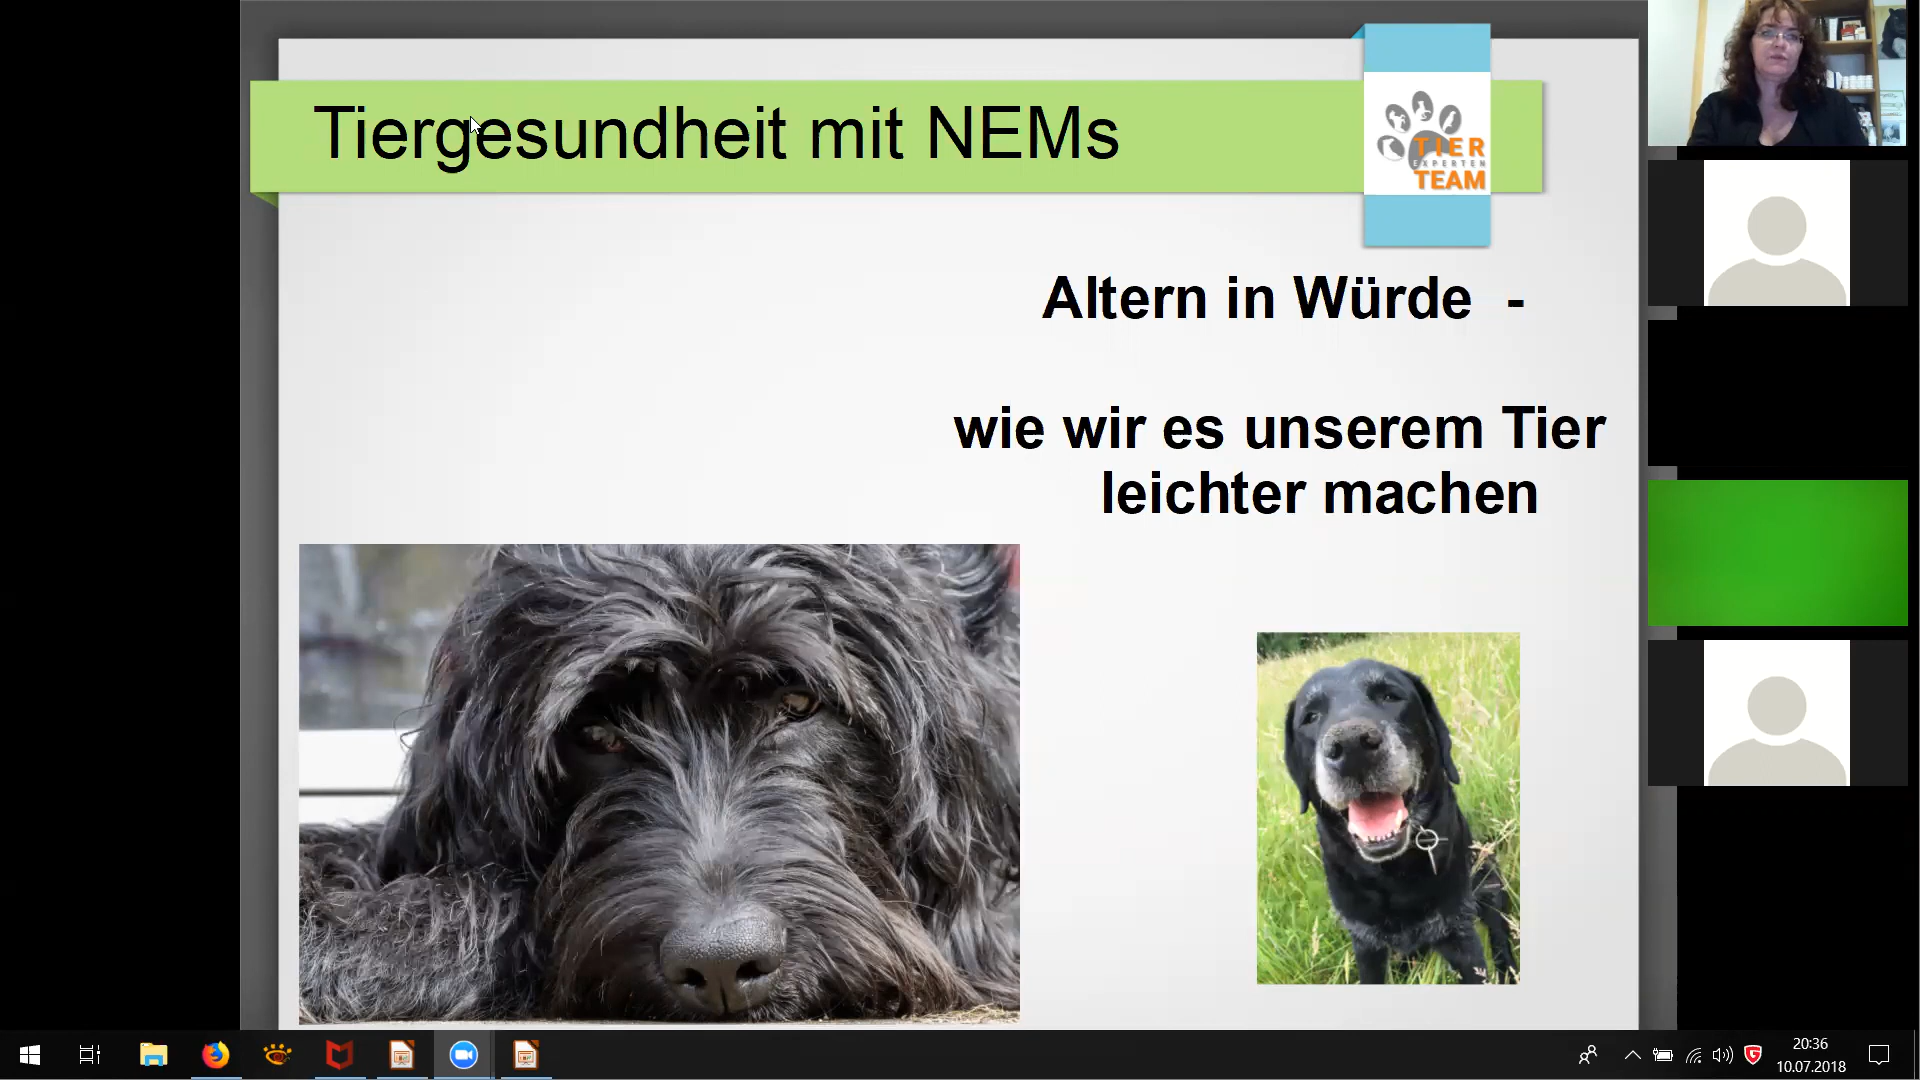 Tiergesundheit mit NEMs
TIER
EXPERTEN
TEAM
Altern in Würde -
wie wir es unserem Tier
leichter machen
20:36
10.07.2018